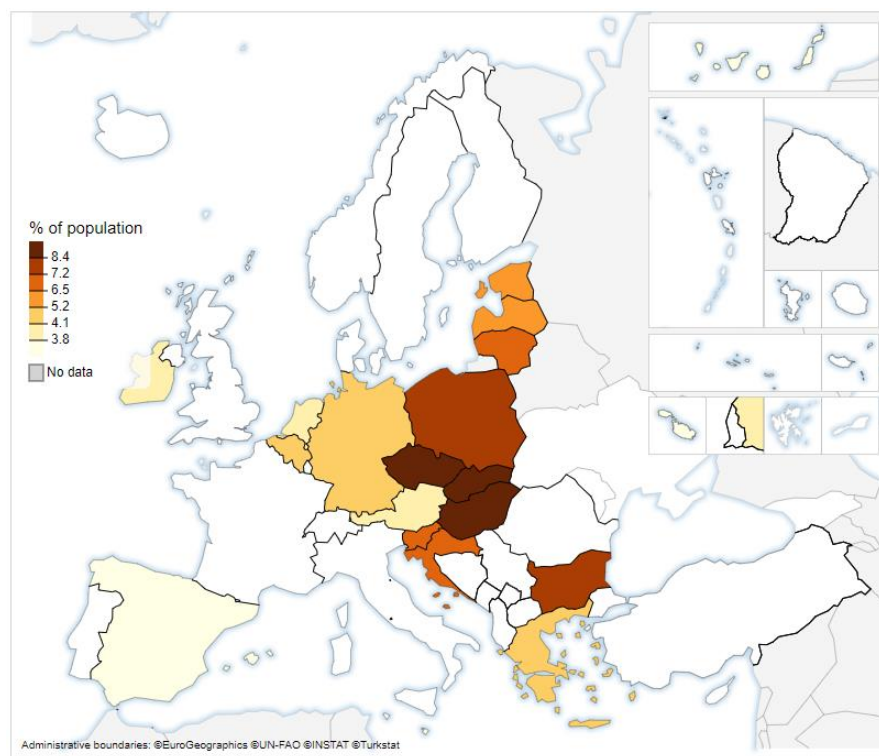 % of population
8.4
7.2
6.5
5.2
4.1
3.8
No data
Administrative boundaries: ©EuroGeographics ©UN-FAO ©INSTAT ©Turkstat